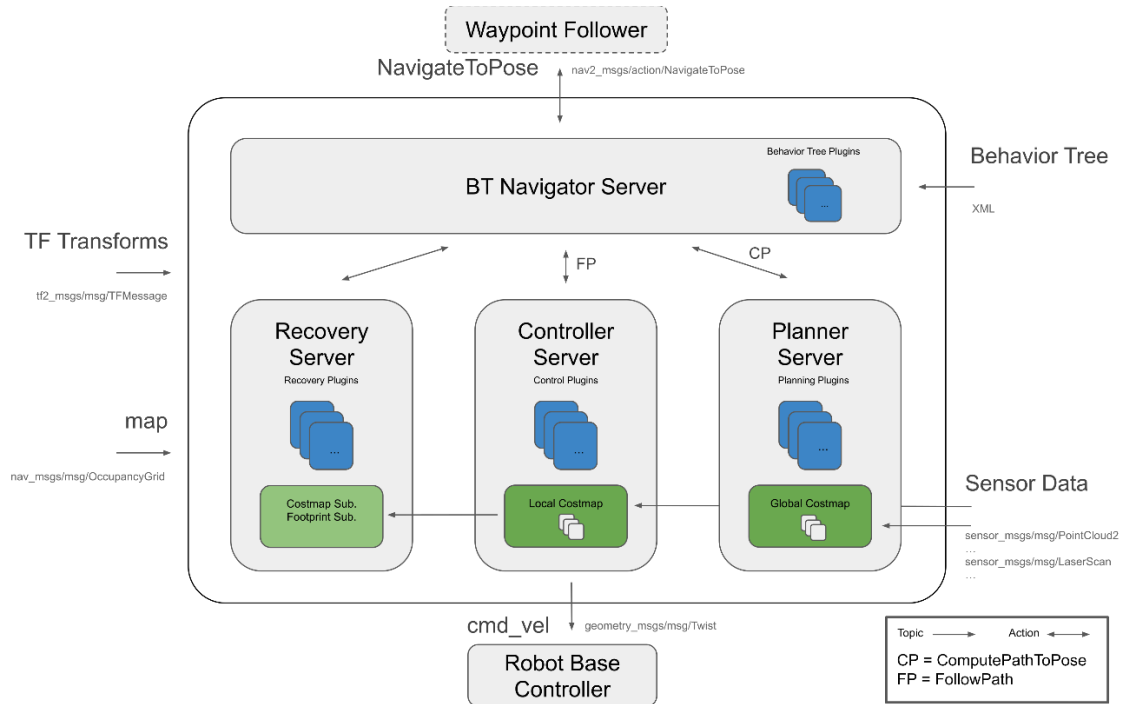 Waypoint Follower
NavigateToPose
nav2_msgs/action/NavigateToPose
Behavior Tree Plugins
BT Navigator Server
...
Behavior Tree
XML
TF Transforms
tf2_msgs/msg/TFMessage
FP
CP
Recovery
Server
Recovery Plugins
...
Costmap Sub.
Footprint Sub.
Controller
Server
Control Plugins
...
Local Costmap
Planner
Server
Planning Plugins
...
Global Costmap
map
nav_msgs/msg/OccupancyGrid
Sensor Data
sensor_msgs/msg/PointCloud2
...
sensor_msgs/msg/LaserScan
...
cmd_vel
geometry_msgs/msg/Twist
Robot Base
Controller
Topic
Action
CP = ComputePathToPose
FP = FollowPath